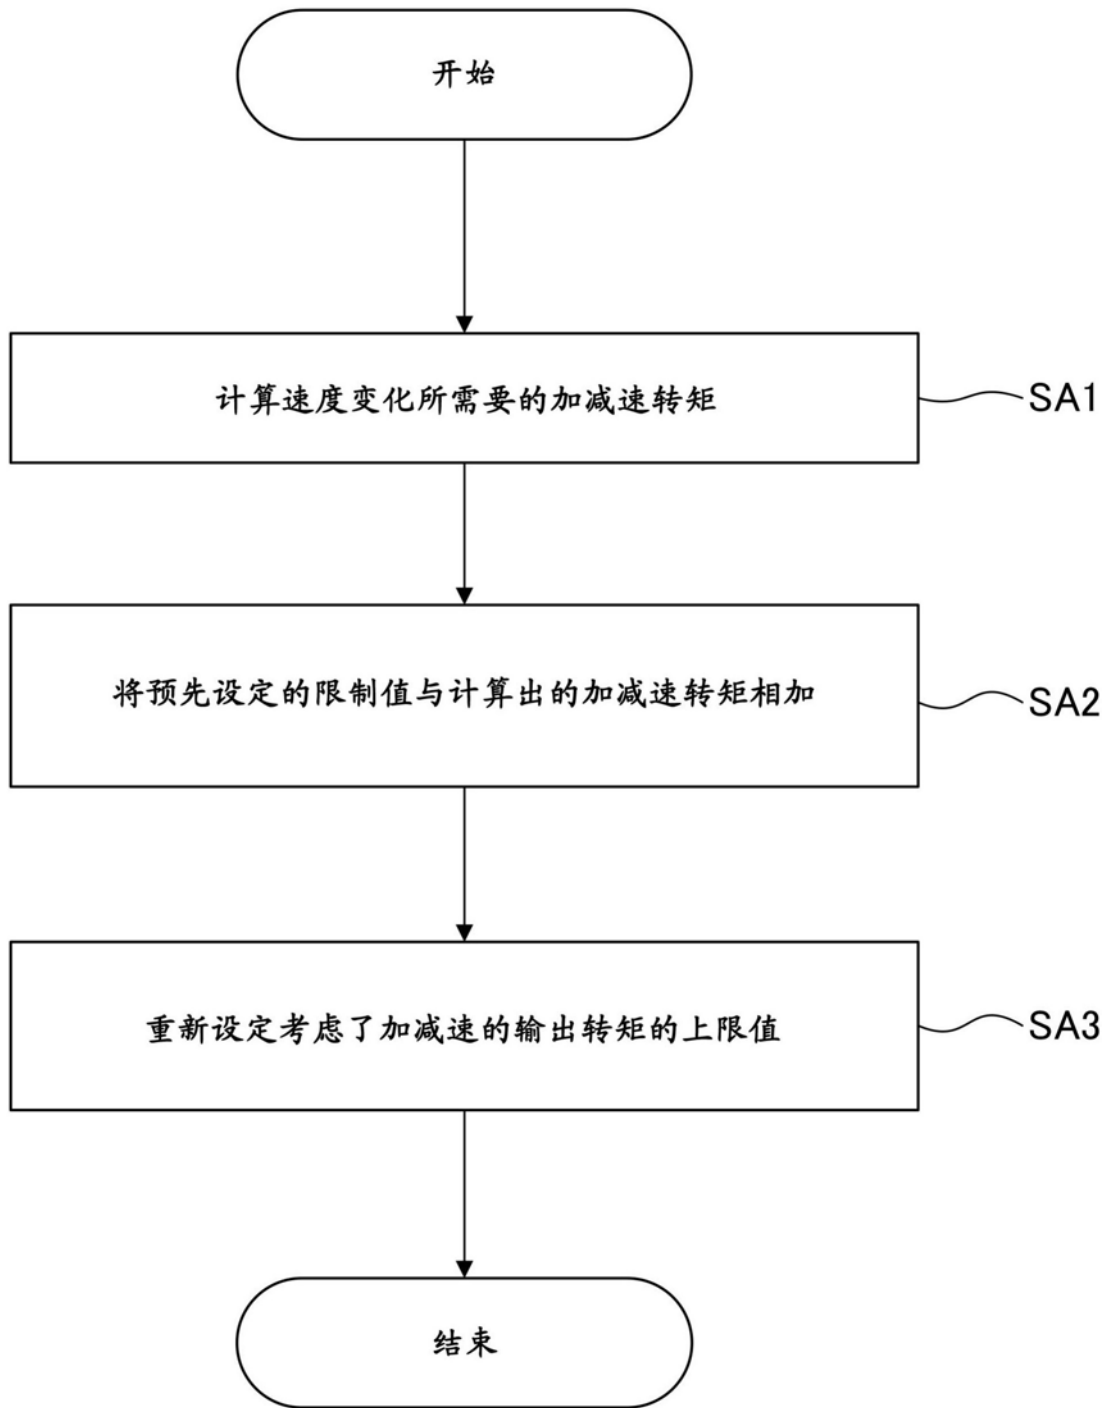 开始
计算速度变化所需要的加减速转矩
SA1
将预先设定的限制值与计算出的加减速转矩相加
SA2
重新设定考虑了加减速的输出转矩的上限值
SA3
结束